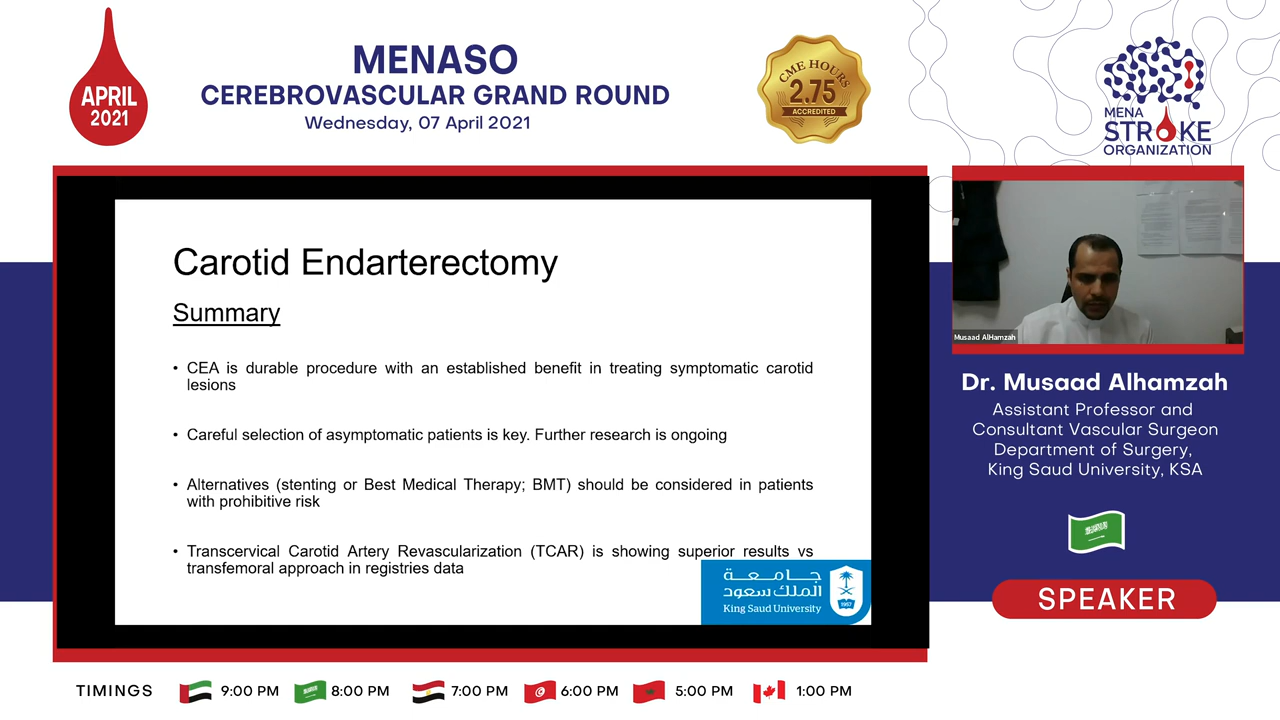 APRIL
2021
MENASO
CEREBROVASCULAR GRAND ROUND
Wednesday, 07 April 2021
CME HOURS
2.75
ACCREDITED
MENA
STROKE
ORGANIZATION
Carotid Endarterectomy
Summary
• CEA is durable procedure with an established benefit in treating symptomatic carotid
lesions
• Careful selection of asymptomatic patients is key. Further research is ongoing
• Alternatives (stenting or Best Medical Therapy; BMT) should be considered in patients
with prohibitive risk
• Transcervical Carotid Artery Revascularization (TCAR) is showing superior results vs
transfemoral approach in registries data
جامعة
الملك سعود
King Saud University
1957
Musaad AlHamzah
Dr. Musaad Alhamzah
Assistant Professor and
Consultant Vascular Surgeon
Department of Surgery,
King Saud University, KSA
SPEAKER
TIMINGS 9:00 PM 8:00 PM 7:00 PM 6:00 PM 5:00 PM 1:00 PM